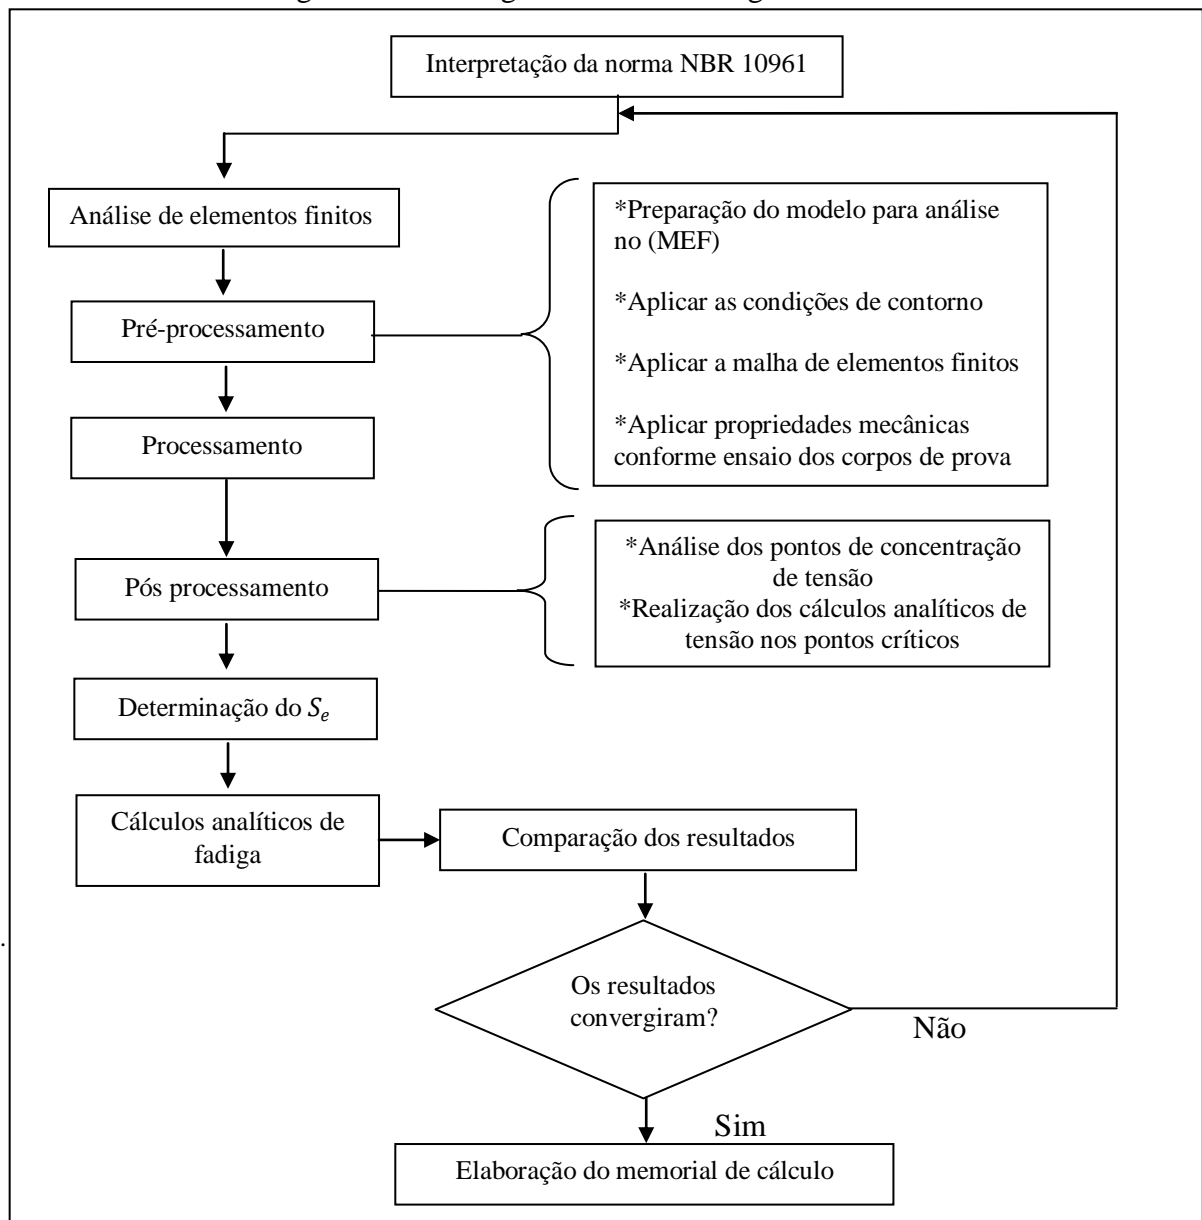 Interpretação da norma NBR 10961
Análise de elementos finitos
Pré-processamento
*Preparação do modelo para análise
no (MEF)
*Aplicar as condições de contorno
*Aplicar a malha de elementos finitos
*Aplicar propriedades mecânicas
conforme ensaio dos corpos de prova
Processamento
Pós processamento
*Análise dos pontos de concentração
de tensão
*Realização dos cálculos analíticos de
tensão nos pontos críticos
Determinação do Sₑ
Cálculos analíticos de
fadiga
Comparação dos resultados
Os resultados
convergiram?
Não
Sim
Elaboração do memorial de cálculo
.